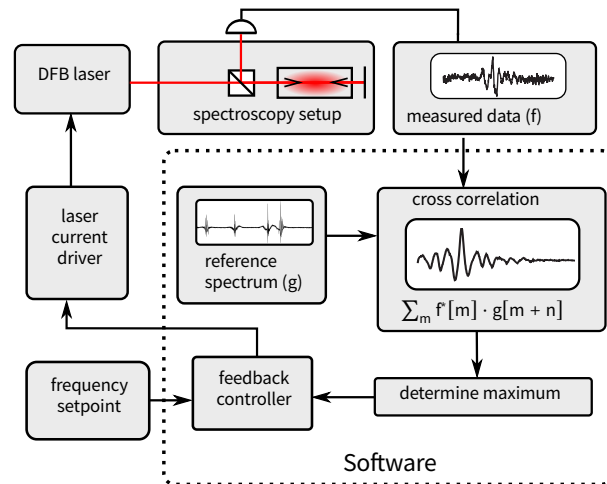 DFB laser
spectroscopy setup
measured data (f)
laser
current
driver
reference
spectrum (g)
cross correlation
∑m f*[m] · g[m + n]
frequency
setpoint
feedback
controller
determine maximum
Software